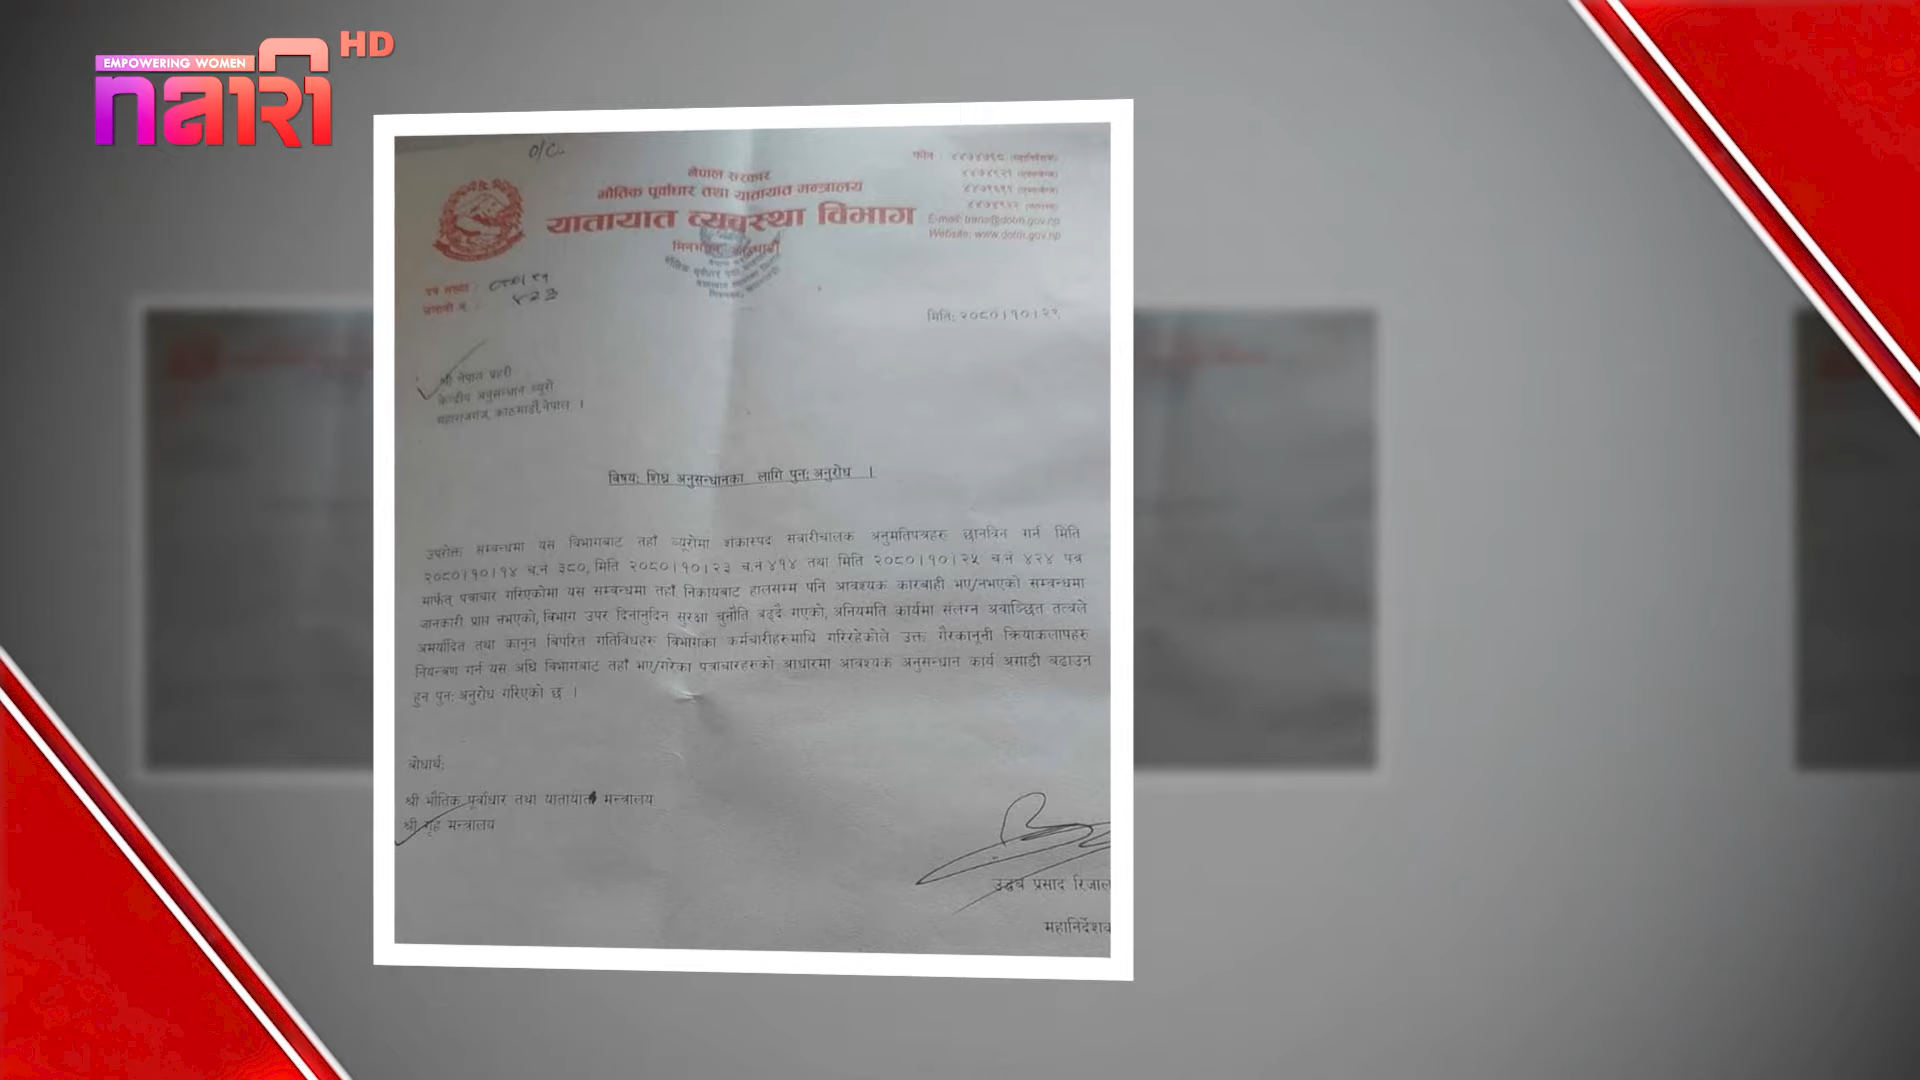 EMPOWERING WOMEN
नारी HD
O/C
नेपाल सरकार
भौतिक पूर्वाधार तथा यातायात मन्त्रालय
यातायात व्यवस्था विभाग
फोन :
E-mail: trans@dotm.gov.np
Website: www.dotm.gov.np
पत्र संख्या :
चलानी नं. : ४२३
मितिः २०८०।१०।२९
श्री नेपाल प्रहरी
केन्द्रीय अनुसन्धान ब्यूरो
महाराजगंज, काठमाडौं,नेपाल ।
विषयः शिघ्र अनुसन्धानका लागि पुनः अनुरोध ।
उपरोक्त सम्बन्धमा यस विभागबाट तहाँ ब्यूरोमा शंकास्पद सवारीचालक अनुमतिपत्रहरु छानविन गर्न मिति
२०८०।१०।१४ च.नं ३८०, मिति २०८०।१०।२३ च.नं ४१४ तथा मिति २०८०।१०।२५ च.नं ४२४ पत्र
मार्फत् पत्राचार गरिएकोमा यस सम्बन्धमा तहाँ निकायबाट हालसम्म पनि आवश्यक कारबाही भए/नभएको सम्बन्धमा
जानकारी प्राप्त नभएको, विभाग उपर दिनानुदिन सुरक्षा चुनौति बढ्दै गएको, अनियमति कार्यमा संलग्न अवाञ्छित तत्वले
अमर्यादित तथा कानून विपरित गतिविधहरु विभागका कर्मचारीहरुमाथि गरिरहेकोले उक्त गैरकानूनी क्रियाकलापहरु
नियन्त्रण गर्न यस अघि विभागबाट तहाँ भए/गरेका पत्राचारहरुको आधारमा आवश्यक अनुसन्धान कार्य अगाडी बढाउन
हुन पुनः अनुरोध गरिएको छ ।
बोधार्थः
श्री भौतिक पूर्वाधार तथा यातायात मन्त्रालय
श्री गृह मन्त्रालय
उद्धव प्रसाद रिजाल
महानिर्देशक